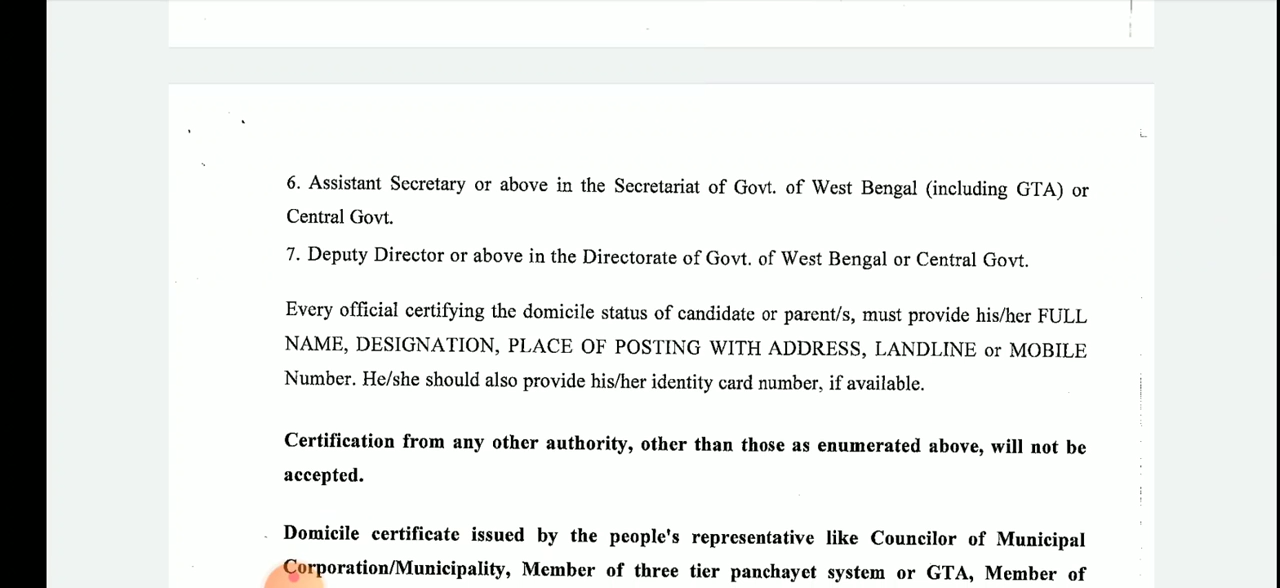 6. Assistant Secretary or above in the Secretariat of Govt. of West Bengal (including GTA) or
Central Govt.
7. Deputy Director or above in the Directorate of Govt. of West Bengal or Central Govt.
Every official certifying the domicile status of candidate or parent/s, must provide his/her FULL
NAME, DESIGNATION, PLACE OF POSTING WITH ADDRESS, LANDLINE or MOBILE
Number. He/she should also provide his/her identity card number, if available.
Certification from any other authority, other than those as enumerated above, will not be
accepted.
Domicile certificate issued by the people's representative like Councilor of Municipal
Corporation/Municipality, Member of three tier panchayet system or GTA, Member of